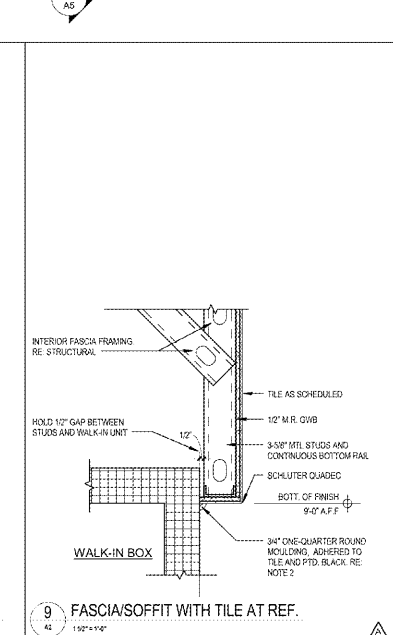 A5
INTERIOR FASCIA FRAMING
RE: STRUCTURAL
TILE AS SCHEDULED
HOLD 1/2" GAP BETWEEN
STUDS AND WALK-IN UNIT
1/2" M.R. GWB
1/2"
3-5/8" MTL STUDS AND
CONTINUOUS BOTTOM RAIL
SCHLUTER QUADEC
BOTT. OF FINISH
9'-0" A.F.F
WALK-IN BOX
3/4" ONE-QUARTER ROUND
MOULDING, ADHERED TO
TILE AND PTD. BLACK. RE:
NOTE 2
9 FASCIA/SOFFIT WITH TILE AT REF.
A2
1 1/2" = 1'-0"